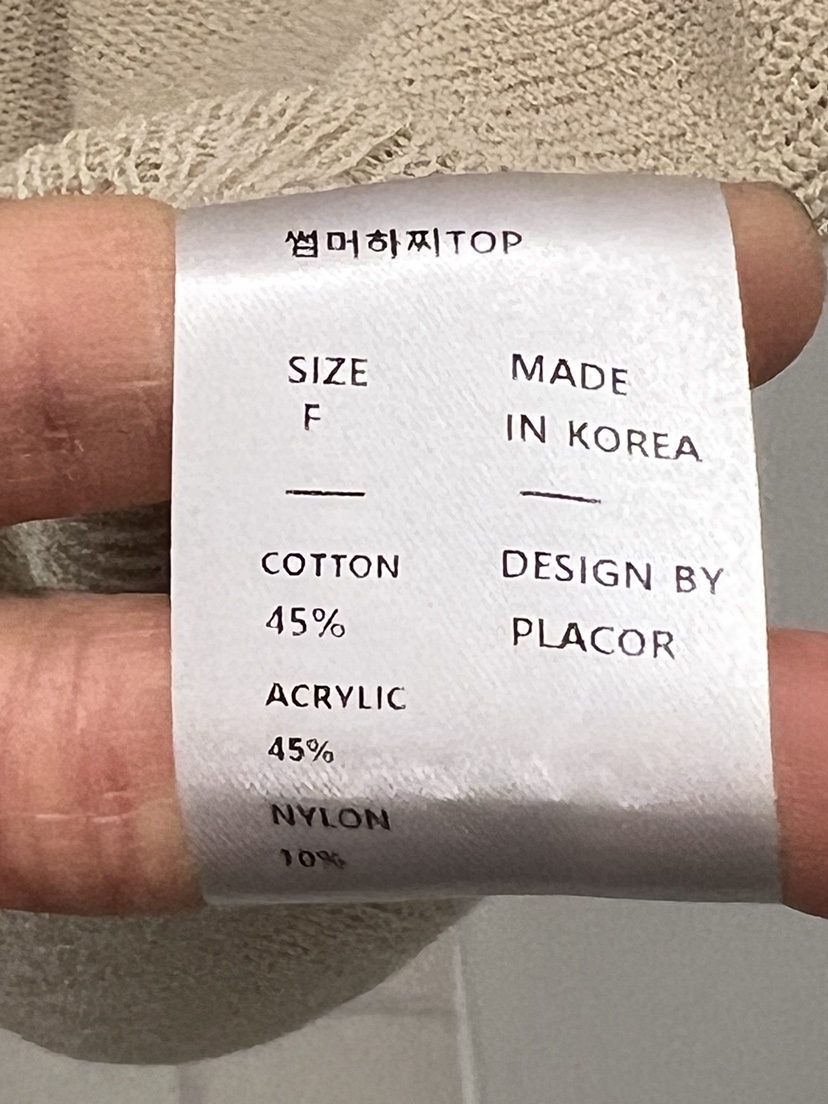 썸머하찌TOP
SIZE
F
COTTON
45%
ACRYLIC
45%
NYLON
10%
MADE
IN KOREA
DESIGN BY
PLACOR